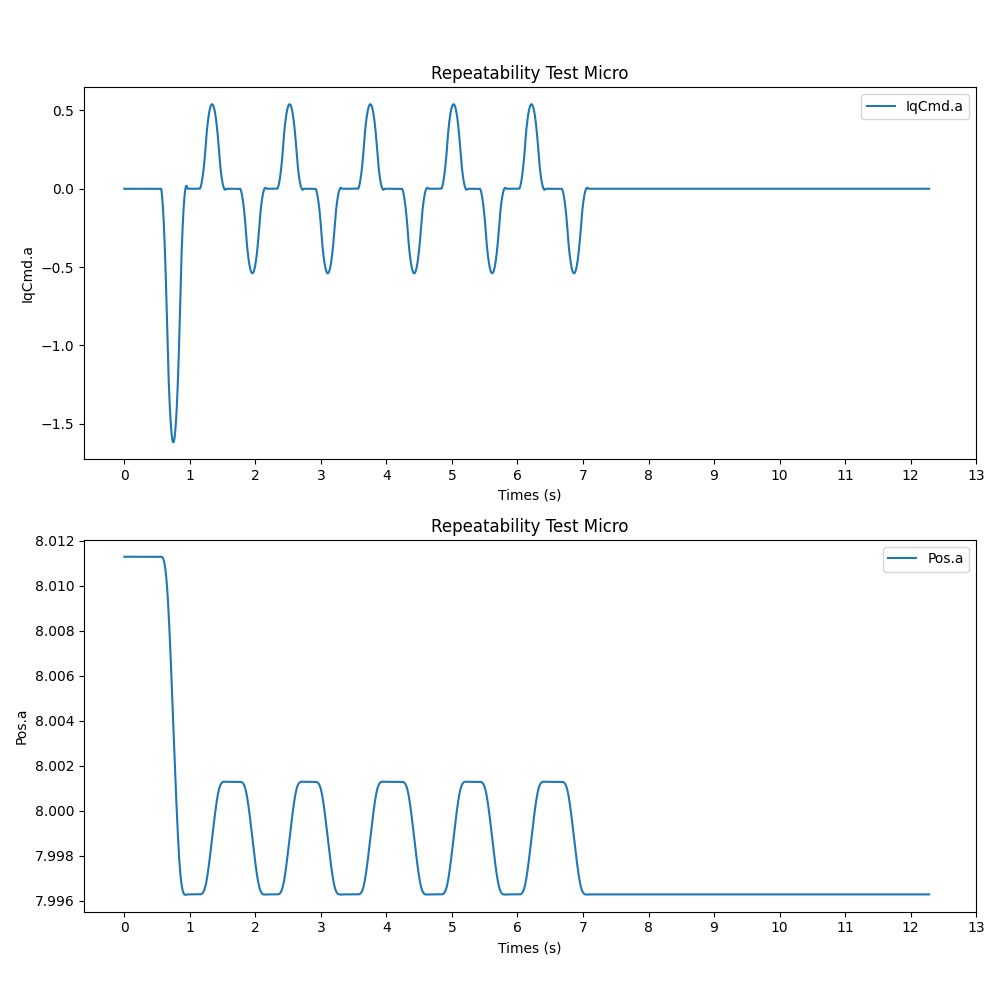 Repeatability Test Micro
IqCmd.a
0.5
0.0
−0.5
−1.0
−1.5
IqCmd.a
0 1 2 3 4 5 6 7 8 9 10 11 12 13
Times (s)
Repeatability Test Micro
Pos.a
8.012
8.010
8.008
8.006
8.004
8.002
8.000
7.998
7.996
Pos.a
0 1 2 3 4 5 6 7 8 9 10 11 12 13
Times (s)